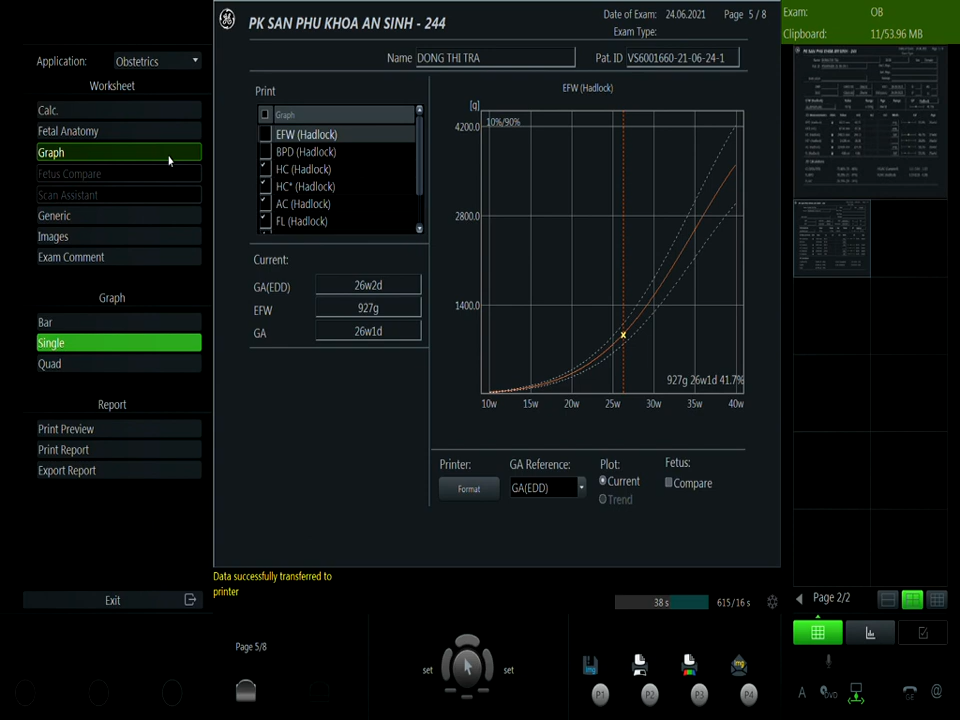 Application: Obstetrics
Worksheet
Calc.
Fetal Anatomy
Graph
Fetus Compare
Scan Assistant
Generic
Images
Exam Comment
Graph
Bar
Single
Quad
Report
Print Preview
Print Report
Export Report
Exit
PK SAN PHU KHOA AN SINH - 244
Date of Exam: 24.06.2021 Page 5 / 8
Exam Type:
Name DONG THI TRA Pat. ID VS6001660-21-06-24-1
Print
Graph
EFW (Hadlock)
BPD (Hadlock)
HC (Hadlock)
HC* (Hadlock)
AC (Hadlock)
FL (Hadlock)
Current:
GA(EDD) 26w2d
EFW 927g
GA 26w1d
EFW (Hadlock)
[g]
10%/90%
4200.0
2800.0
1400.0
927g 26w1d 41.7%
10w 15w 20w 25w 30w 35w 40w
Printer: GA Reference: Plot: Fetus:
Format GA(EDD) Current Compare
Trend
Data successfully transferred to
printer
38 s 615/16 s
Page 5/8
set set
P1 P2 P3 P4
Exam: OB
Clipboard: 11/53.96 MB
Page 2/2
A DVD @